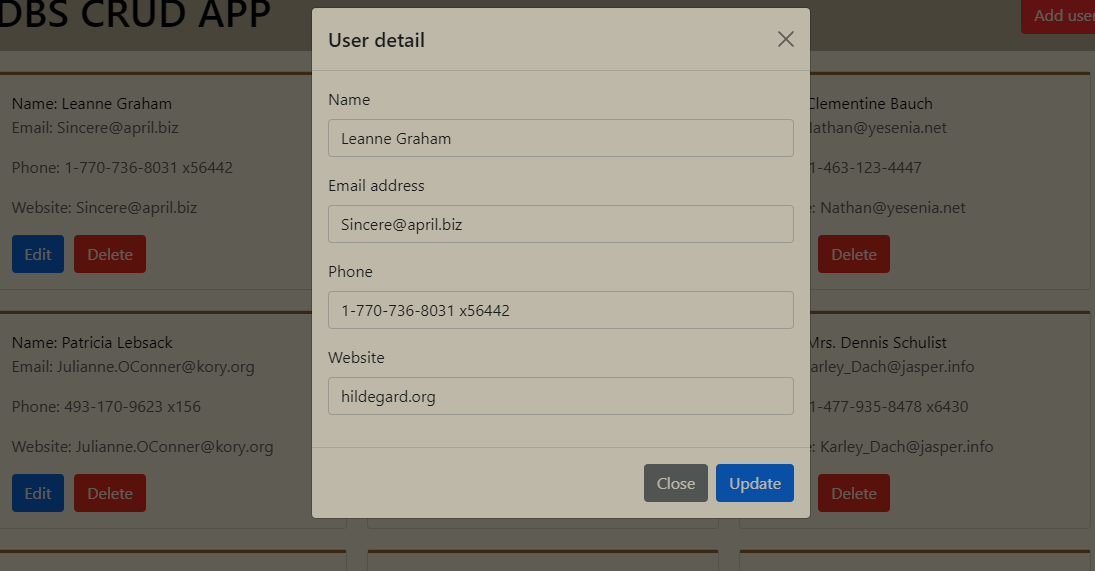 DBS CRUD APP
Add user
User detail
Name
Leanne Graham
Email address
Sincere@april.biz
Phone
1-770-736-8031 x56442
Website
hildegard.org
Close Update
Name: Leanne Graham
Email: Sincere@april.biz
Phone: 1-770-736-8031 x56442
Website: Sincere@april.biz
Edit Delete
Clementine Bauch
Nathan@yesenia.net
1-463-123-4447
: Nathan@yesenia.net
Delete
Name: Patricia Lebsack
Email: Julianne.OConner@kory.org
Phone: 493-170-9623 x156
Website: Julianne.OConner@kory.org
Edit Delete
Mrs. Dennis Schulist
Karley_Dach@jasper.info
1-477-935-8478 x6430
: Karley_Dach@jasper.info
Delete